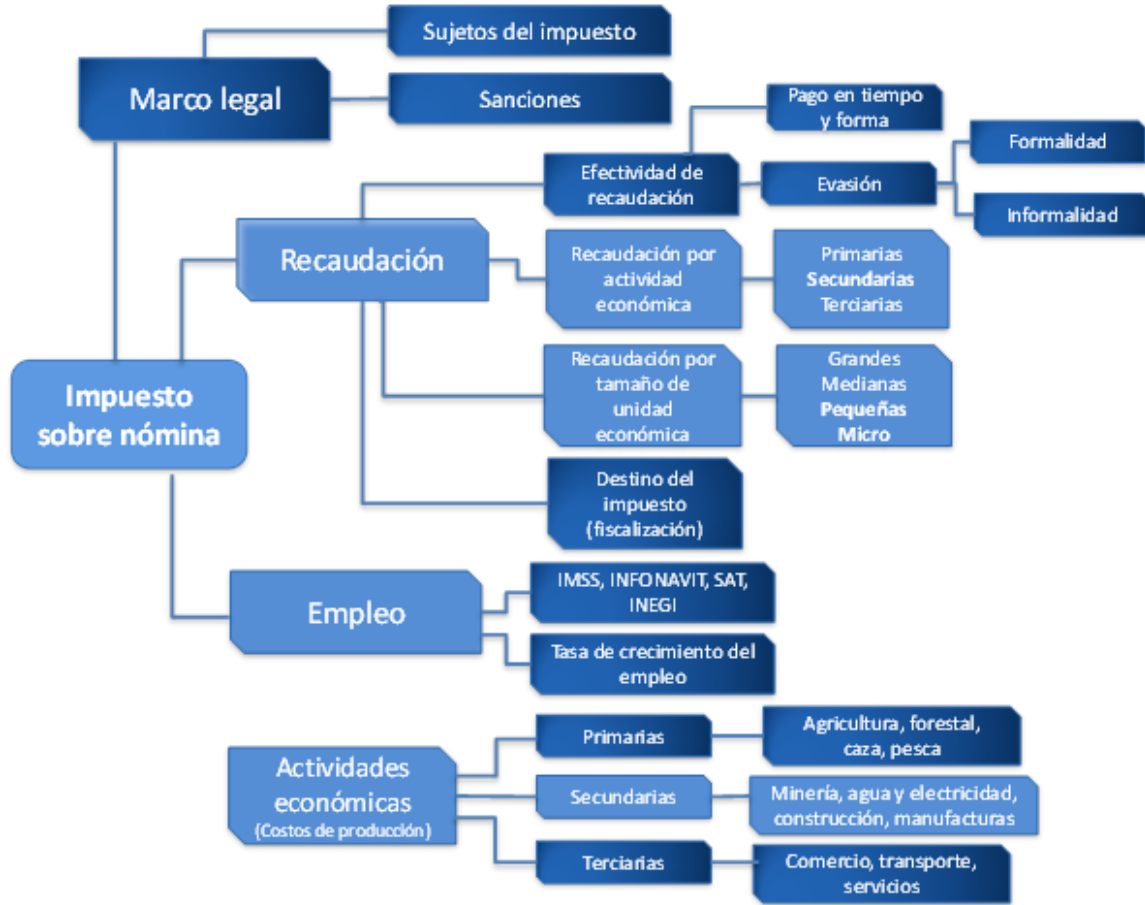 Sujetos del impuesto
Marco legal
Sanciones
Pago en tiempo
y forma
Formalidad
Efectividad de
recaudación
Evasión
Informalidad
Recaudación
Recaudación por
actividad
económica
Primarias
Secundarias
Terciarias
Impuesto
sobre nómina
Recaudación por
tamaño de
unidad
económica
Grandes
Medianas
Pequeñas
Micro
Destino del
impuesto
(fiscalización)
Empleo
IMSS, INFONAVIT, SAT,
INEGI
Tasa de crecimiento del
empleo
Actividades
económicas
(Costos de producción)
Primarias
Agricultura, forestal,
caza, pesca
Secundarias
Minería, agua y electricidad,
construcción, manufacturas
Terciarias
Comercio, transporte,
servicios